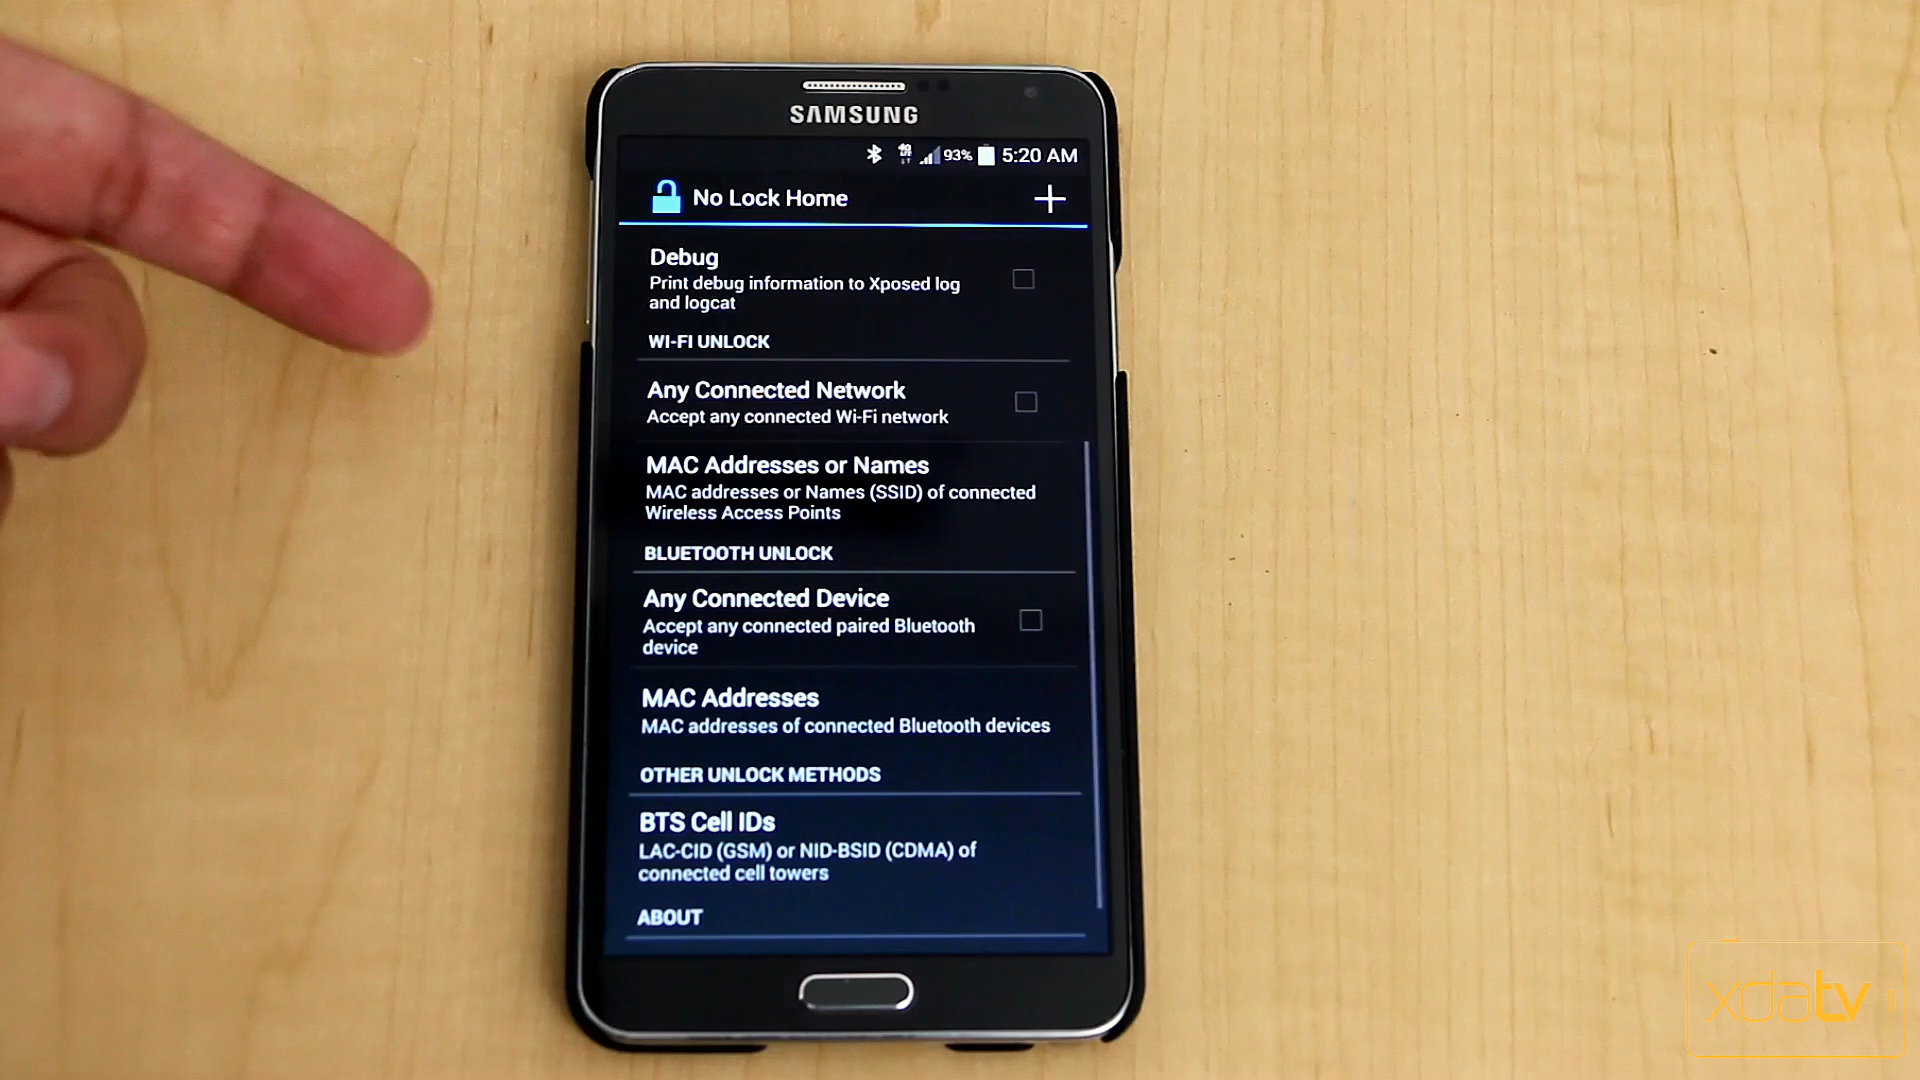 SAMSUNG
93% 5:20 AM
No Lock Home
Debug
Print debug information to Xposed log
and logcat
WI-FI UNLOCK
Any Connected Network
Accept any connected Wi-Fi network
MAC Addresses or Names
MAC addresses or Names (SSID) of connected
Wireless Access Points
BLUETOOTH UNLOCK
Any Connected Device
Accept any connected paired Bluetooth
device
MAC Addresses
MAC addresses of connected Bluetooth devices
OTHER UNLOCK METHODS
BTS Cell IDs
LAC-CID (GSM) or NID-BSID (CDMA) of
connected cell towers
ABOUT
xdatv